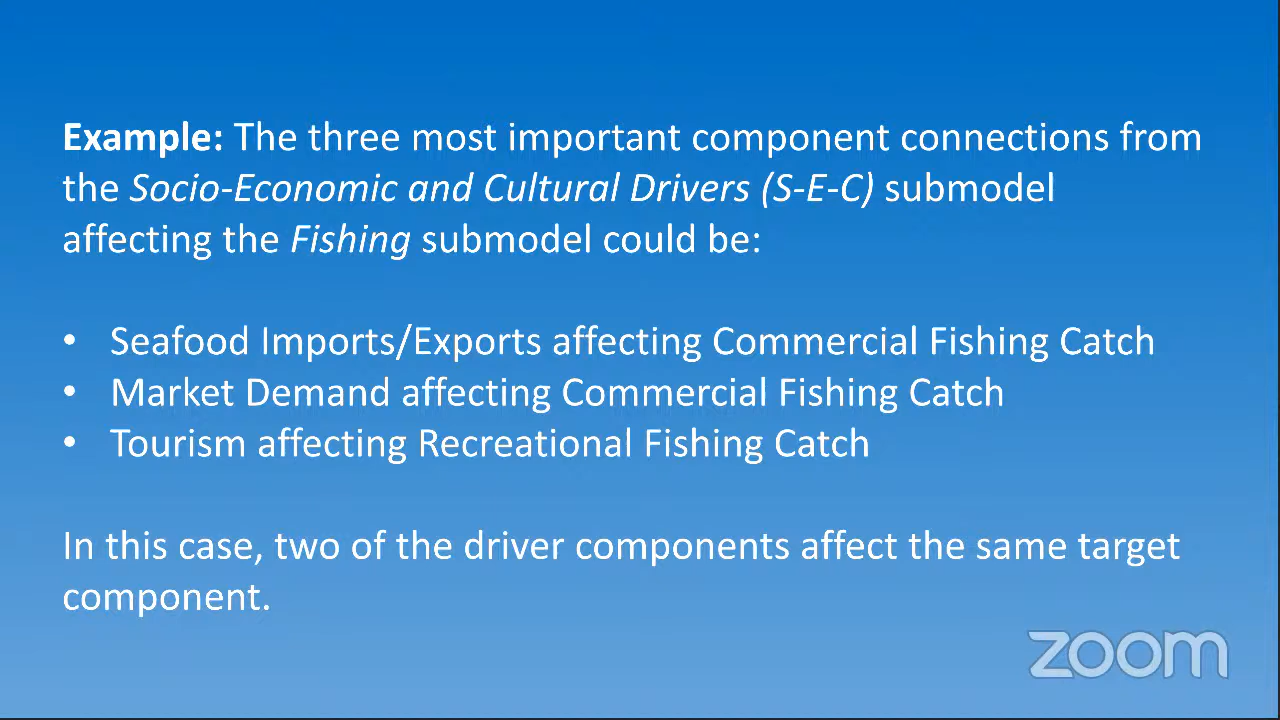 Example: The three most important component connections from
the Socio-Economic and Cultural Drivers (S-E-C) submodel
affecting the Fishing submodel could be:
• Seafood Imports/Exports affecting Commercial Fishing Catch
• Market Demand affecting Commercial Fishing Catch
• Tourism affecting Recreational Fishing Catch
In this case, two of the driver components affect the same target
component.
zoom